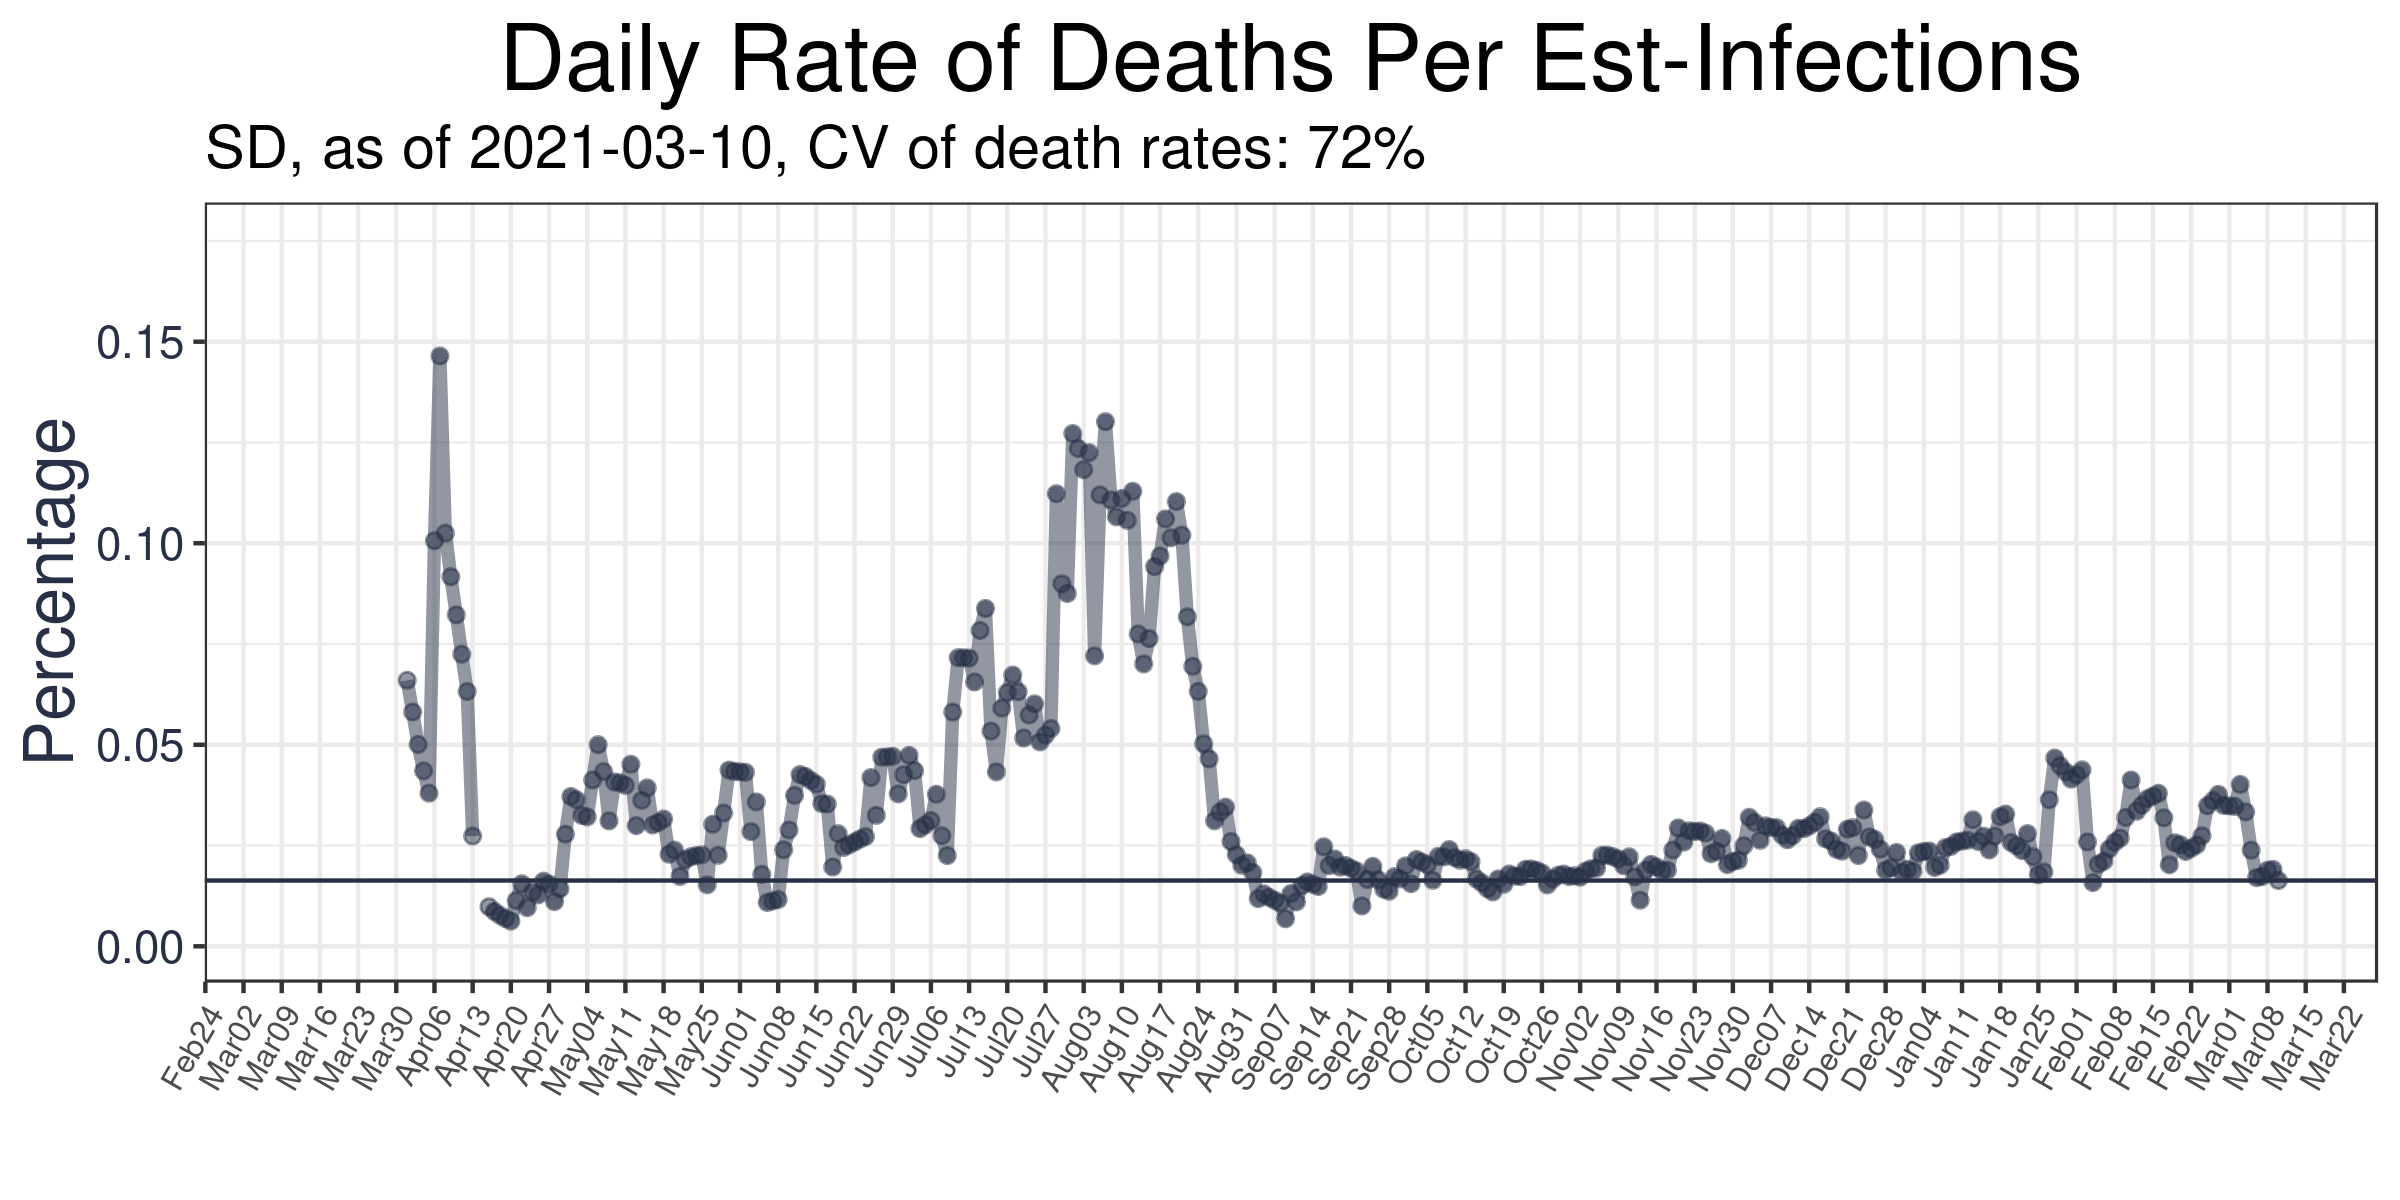 Daily Rate of Deaths Per Est-Infections
SD, as of 2021-03-10, CV of death rates: 72%
Percentage
0.15
0.10
0.05
0.00
Feb24 Mar02 Mar09 Mar16 Mar23 Mar30 Apr06 Apr13 Apr20 Apr27 May04 May11 May18 May25 Jun01 Jun08 Jun15 Jun22 Jun29 Jul06 Jul13 Jul20 Jul27 Aug03 Aug10 Aug17 Aug24 Aug31 Sep07 Sep14 Sep21 Sep28 Oct05 Oct12 Oct19 Oct26 Nov02 Nov09 Nov16 Nov23 Nov30 Dec07 Dec14 Dec21 Dec28 Jan04 Jan11 Jan18 Jan25 Feb01 Feb08 Feb15 Feb22 Mar01 Mar08 Mar15 Mar22